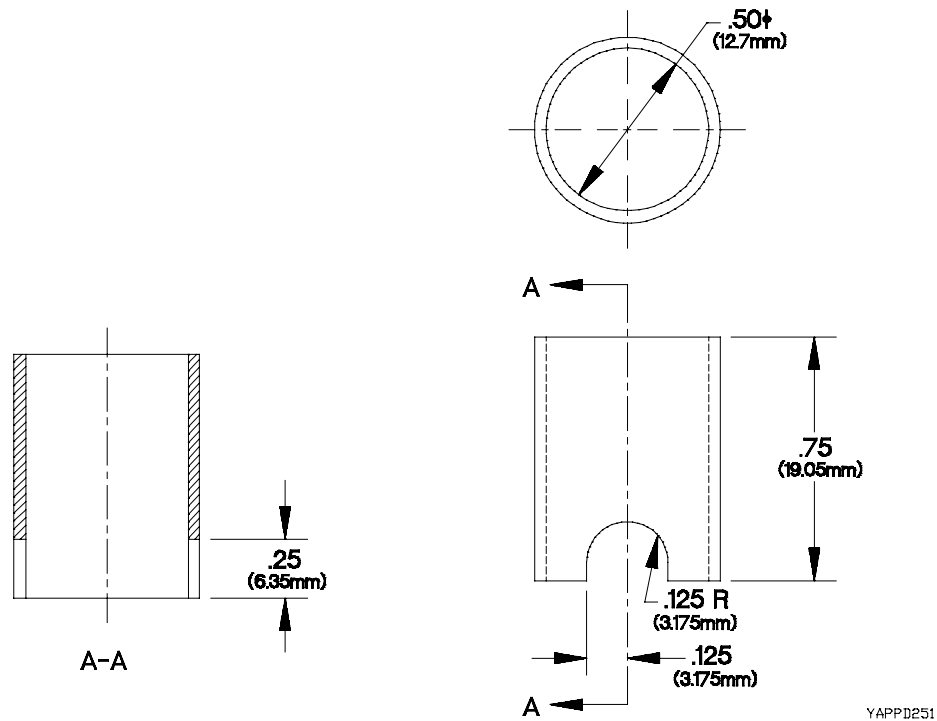 .50ϕ
(12.7mm)
A
.75
(19.05mm)
.25
(6.35mm)
.125 R
(3.175mm)
A-A
.125
(3.175mm)
A
YAPPD251